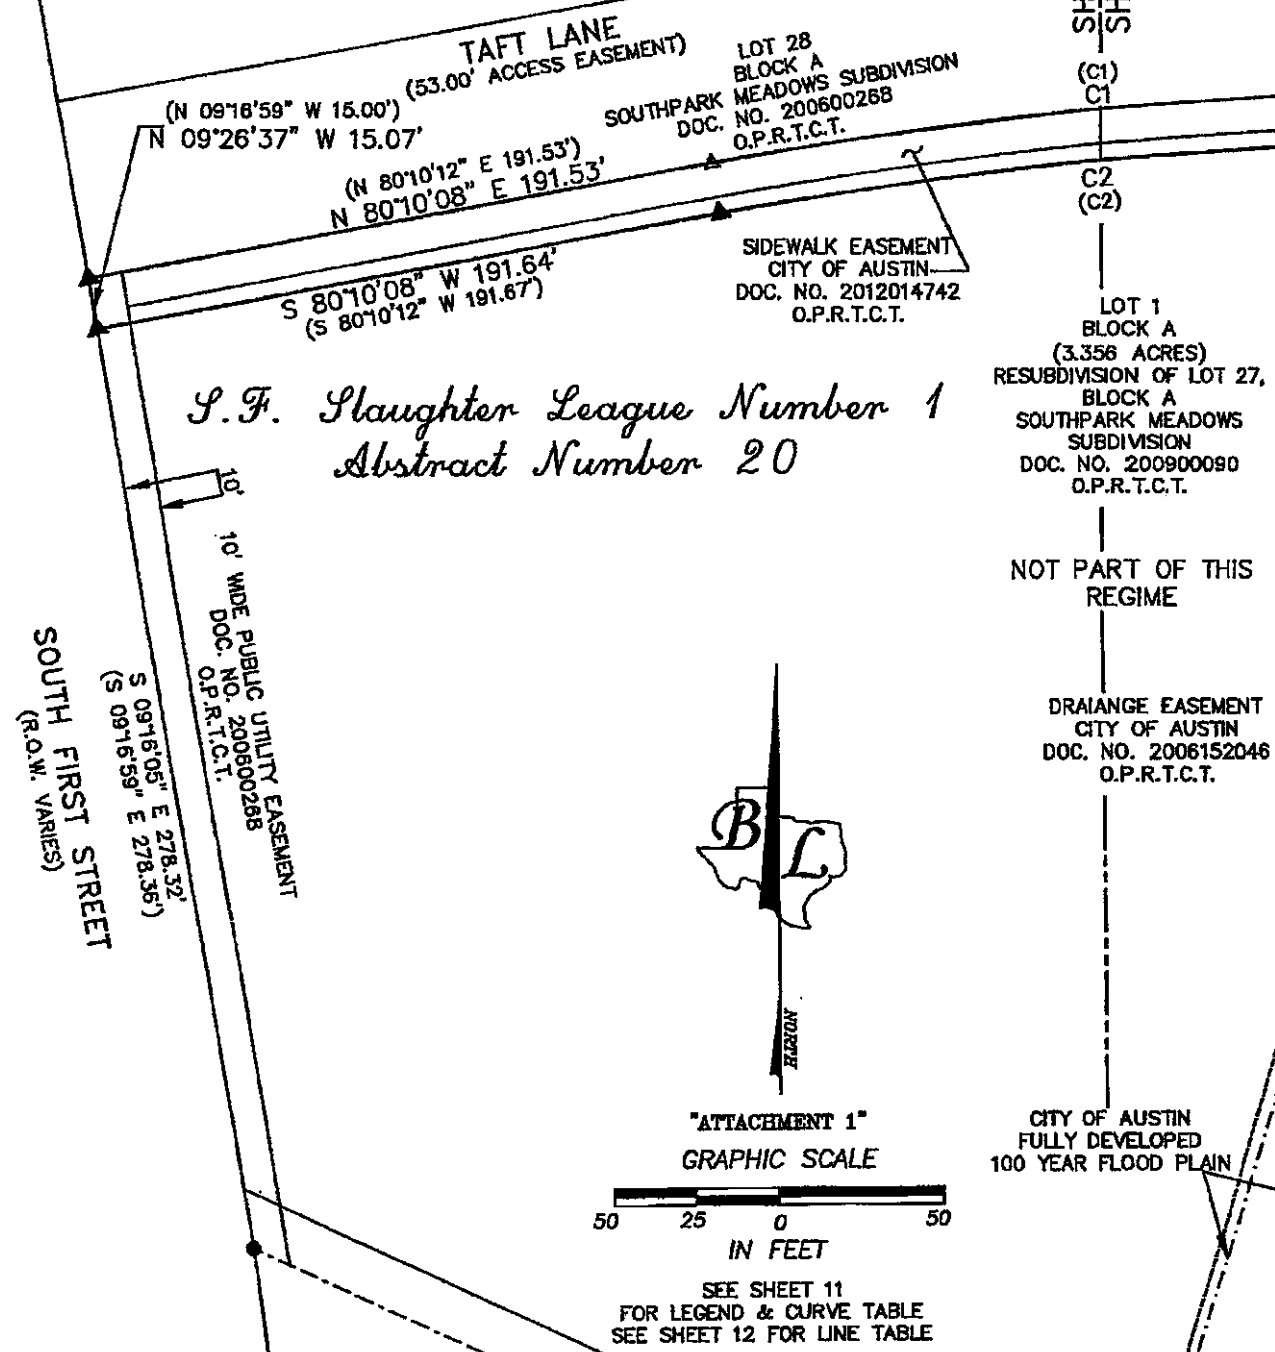 SH
SH
TAFT LANE
(53.00' ACCESS EASEMENT)
LOT 28
BLOCK A
SOUTHPARK MEADOWS SUBDIVISION
DOC. NO. 200600268
O.P.R.T.C.T.
(C1)
C1
(N 09°16'59" W 15.00')
N 09°26'37" W 15.07'
(N 80°10'12" E 191.53')
N 80°10'08" E 191.53'
C2
(C2)
S 80°10'08" W 191.64'
(S 80°10'12" W 191.67')
SIDEWALK EASEMENT
CITY OF AUSTIN
DOC. NO. 2012014742
O.P.R.T.C.T.
LOT 1
BLOCK A
(3.356 ACRES)
RESUBDIVISION OF LOT 27,
BLOCK A
SOUTHPARK MEADOWS
SUBDIVISION
DOC. NO. 200900090
O.P.R.T.C.T.
S.F. Slaughter League Number 1
Abstract Number 20
10'
10' WIDE PUBLIC UTILITY EASEMENT
DOC. NO. 200600268
O.P.R.T.C.T.
NOT PART OF THIS
REGIME
SOUTH FIRST STREET
(R.O.W. VARIES)
S 09°16'05" E 278.32'
(S 09°16'59" E 278.36')
DRAIANGE EASEMENT
CITY OF AUSTIN
DOC. NO. 2006152046
O.P.R.T.C.T.
B L
NORTH
"ATTACHMENT 1"
GRAPHIC SCALE
50 25 0 50
IN FEET
CITY OF AUSTIN
FULLY DEVELOPED
100 YEAR FLOOD PLAIN
SEE SHEET 11
FOR LEGEND & CURVE TABLE
SEE SHEET 12 FOR LINE TABLE